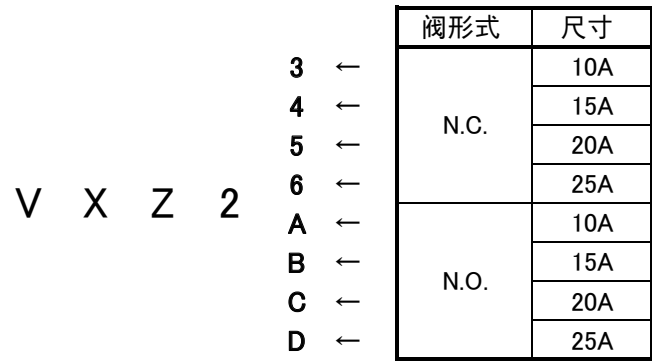 阀形式 尺寸
3 ← N.C. 10A
4 ← 15A
5 ← 20A
6 ← 25A
V X Z 2
A ← N.O. 10A
B ← 15A
C ← 20A
D ← 25A